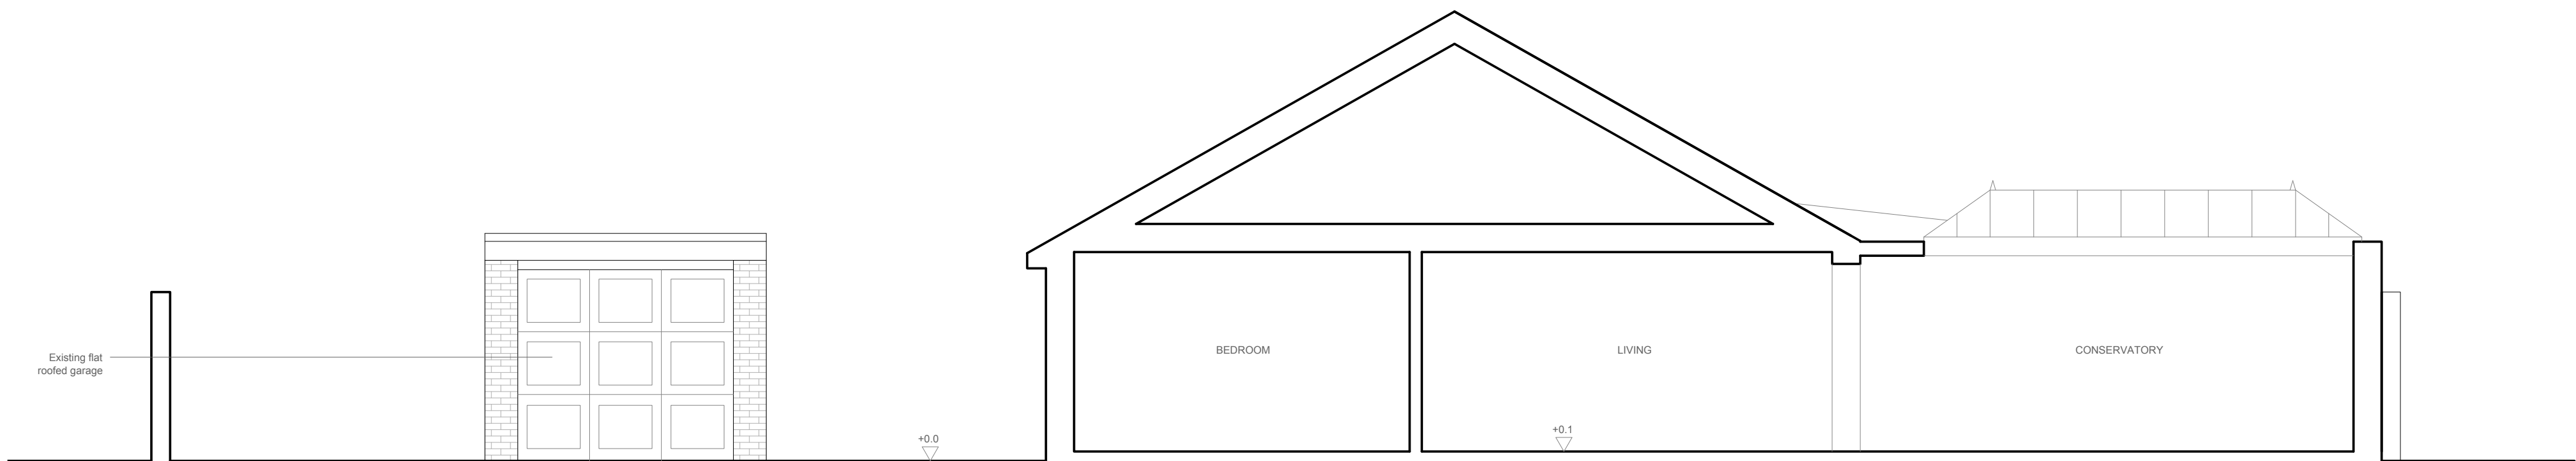 Existing flat
roofed garage
+0.0
BEDROOM
LIVING
+0.1
CONSERVATORY